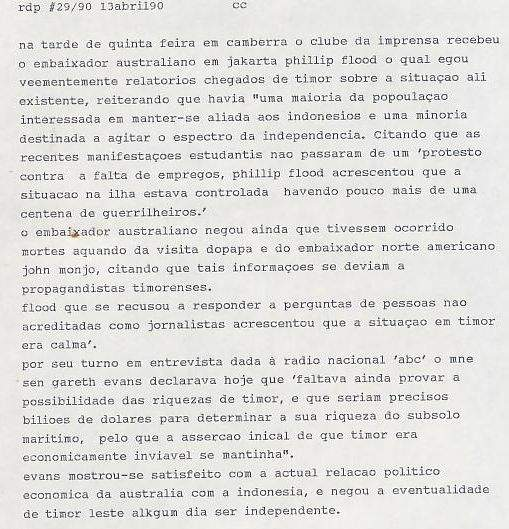 rdp #29/90 13abril90 cc
na tarde de quinta feira em camberra o clube da imprensa recebeu
o embaixador australiano em jakarta phillip flood o qual egou
veementemente relatorios chegados de timor sobre a situaçao ali
existente, reiterando que havia "uma maioria da popoulaçao
interessada em manter-se aliada aos indonesios e uma minoria
destinada a agitar o espectro da independencia. Citando que as
recentes manifestaçoes estudantis nao passaram de um 'protesto
contra a falta de empregos, phillip flood acrescentou que a
situacao na ilha estava controlada havendo pouco mais de uma
centena de guerrilheiros.'
o embaixador australiano negou ainda que tivessem ocorrido
mortes aquando da visita dopapa e do embaixador norte americano
john monjo, citando que tais informaçoes se deviam a
propagandistas timorenses.
flood que se recusou a responder a perguntas de pessoas nao
acreditadas como jornalistas acrescentou que a situaçao em timor
era calma'.
por seu turno em entrevista dada à radio nacional 'abc' o mne
sen gareth evans declarava hoje que 'faltava ainda provar a
possibilidade das riquezas de timor, e que seriam precisos
bilioes de dolares para determinar a sua riqueza do subsolo
maritimo, pelo que a assercao inical de que timor era
economicamente inviavel se mantinha".
evans mostrou-se satisfeito com a actual relacao politico
economica da australia com a indonesia, e negou a eventualidade
de timor leste alkgum dia ser independente.